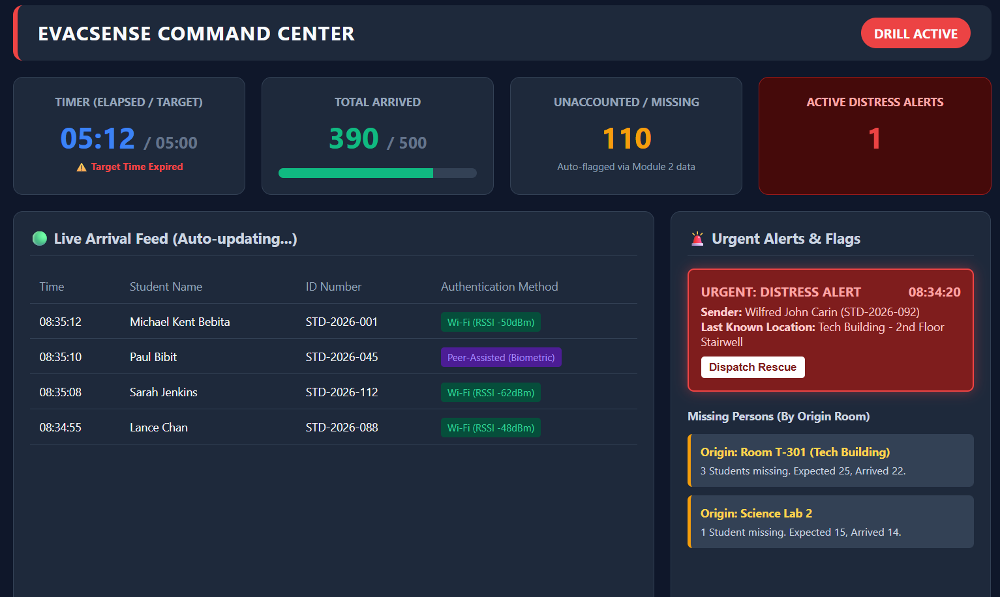 EVACSENSE COMMAND CENTER
DRILL ACTIVE
TIMER (ELAPSED / TARGET)
05:12 / 05:00
Target Time Expired
TOTAL ARRIVED
390 / 500
UNACCOUNTED / MISSING
110
Auto-flagged via Module 2 data
ACTIVE DISTRESS ALERTS
1
Live Arrival Feed (Auto-updating...)
Time Student Name ID Number Authentication Method
08:35:12 Michael Kent Bebita STD-2026-001 Wi-Fi (RSSI -50dBm)
08:35:10 Paul Bibit STD-2026-045 Peer-Assisted (Biometric)
08:35:08 Sarah Jenkins STD-2026-112 Wi-Fi (RSSI -62dBm)
08:34:55 Lance Chan STD-2026-088 Wi-Fi (RSSI -48dBm)
Urgent Alerts & Flags
URGENT: DISTRESS ALERT 08:34:20
Sender: Wilfred John Carin (STD-2026-092)
Last Known Location: Tech Building - 2nd Floor
Stairwell
Dispatch Rescue
Missing Persons (By Origin Room)
Origin: Room T-301 (Tech Building)
3 Students missing. Expected 25, Arrived 22.
Origin: Science Lab 2
1 Student missing. Expected 15, Arrived 14.